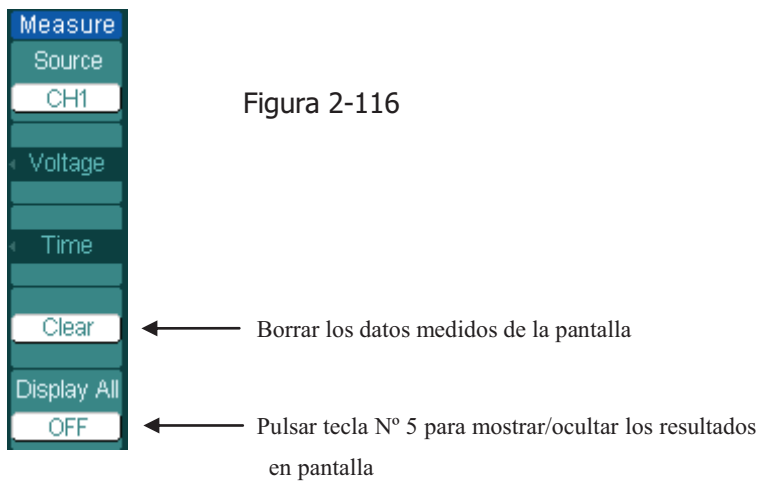 Measure
Source
CH1
Figura 2-116
Voltage
Time
Clear
Borrar los datos medidos de la pantalla
Display All
OFF
Pulsar tecla Nº 5 para mostrar/ocultar los resultados
en pantalla